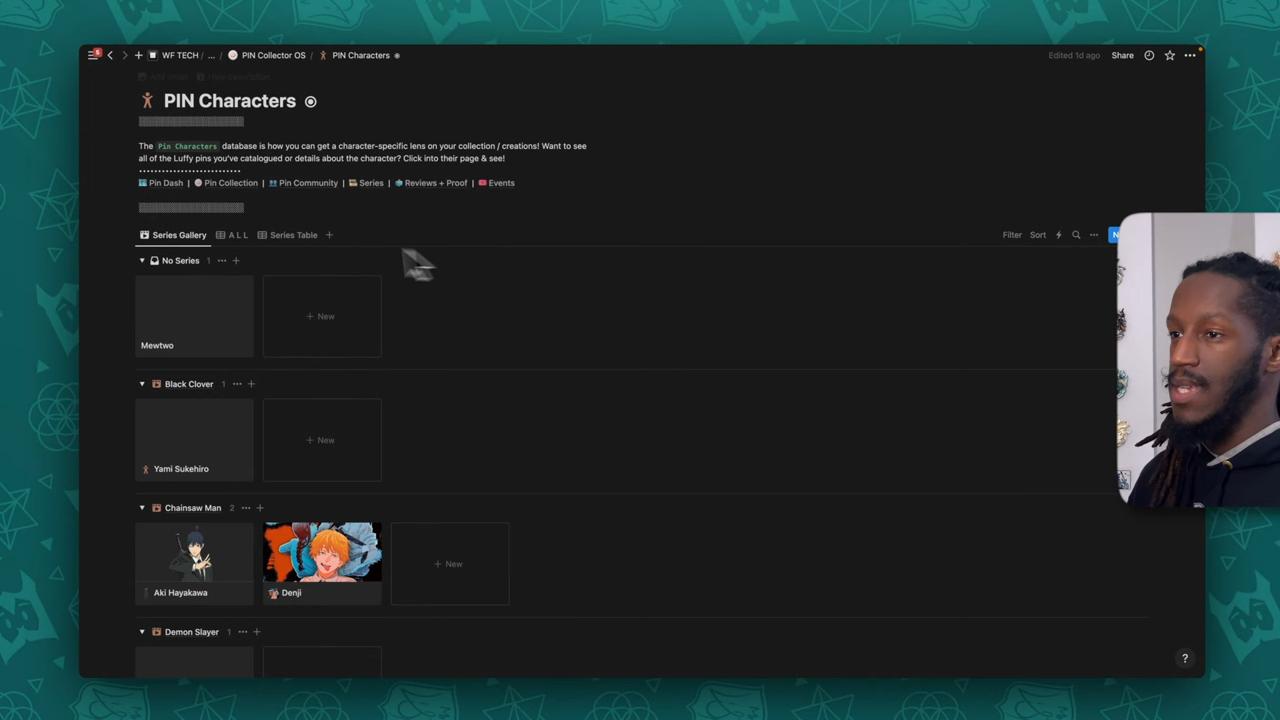 5
WF TECH / ... / PIN Collector OS / PIN Characters
Edited 1d ago
Share
PIN Characters
The Pin Characters database is how you can get a character-specific lens on your collection / creations! Want to see
all of the Luffy pins you've catalogued or details about the character? Click into their page & see!
Pin Dash | Pin Collection | Pin Community | Series | Reviews + Proof | Events
Series Gallery
A L L
Series Table
Filter
Sort
No Series 1
+ New
Mewtwo
Black Clover 1
+ New
Yami Sukehiro
Chainsaw Man 2
+ New
Aki Hayakawa
Denji
Demon Slayer 1
?